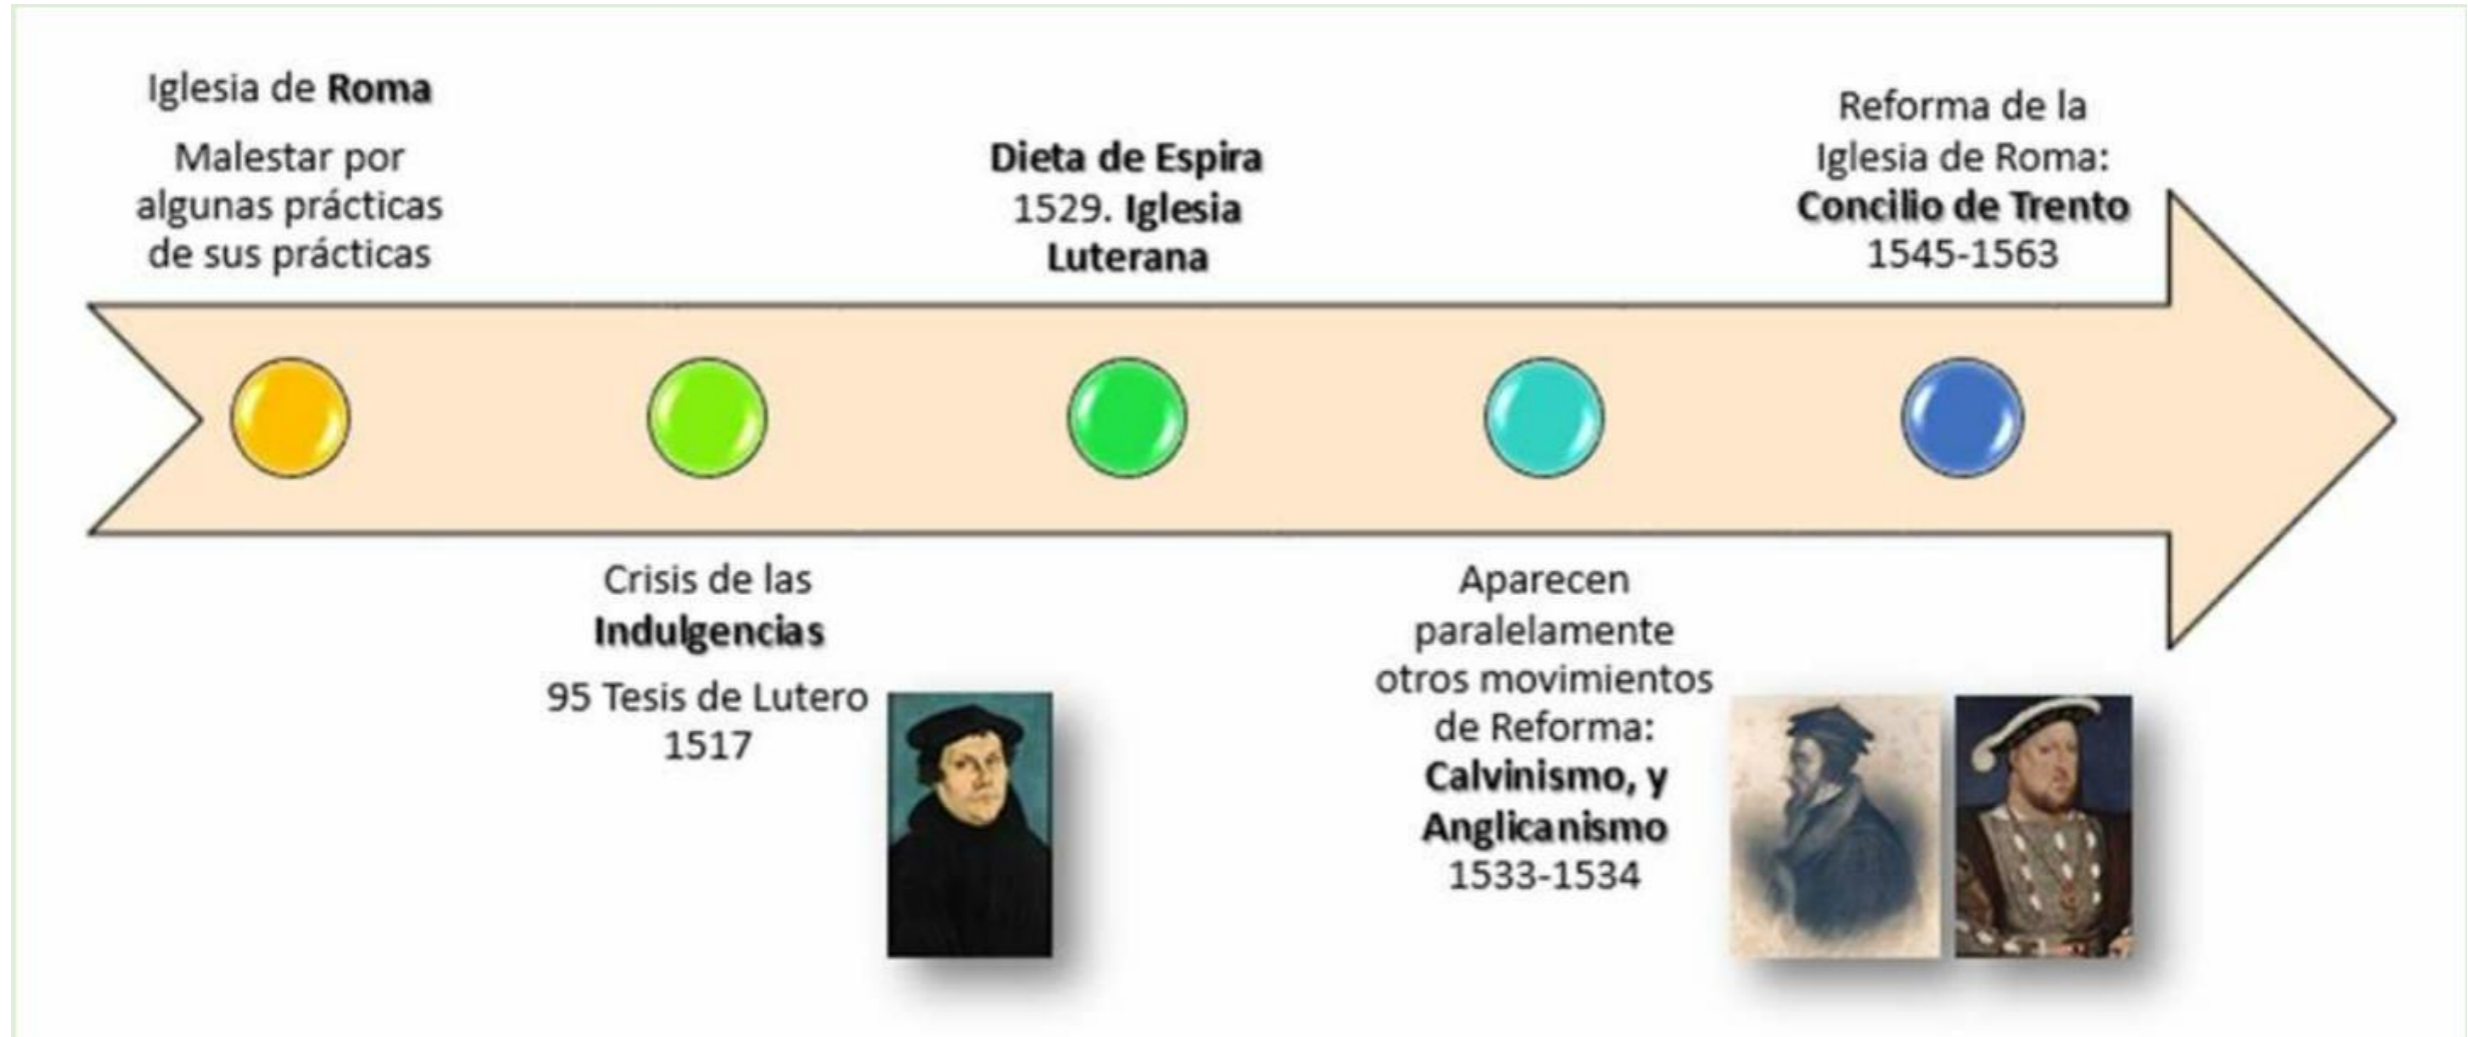 Iglesia de Roma
Malestar por
algunas prácticas
de sus prácticas
Crisis de las
Indulgencias
95 Tesis de Lutero
1517
Dieta de Espira
1529. Iglesia
Luterana
Aparecen
paralelamente
otros movimientos
de Reforma:
Calvinismo, y
Anglicanismo
1533-1534
Reforma de la
Iglesia de Roma:
Concilio de Trento
1545-1563